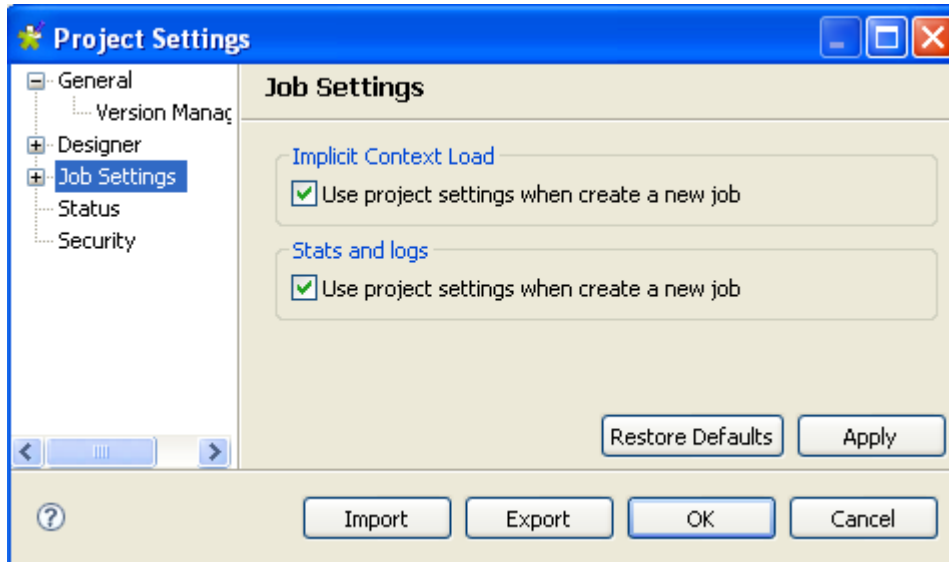 Project Settings
General
Version Manag
Designer
Job Settings
Status
Security
Job Settings
Implicit Context Load
Use project settings when create a new job
Stats and logs
Use project settings when create a new job
Restore Defaults
Apply
?
Import
Export
OK
Cancel